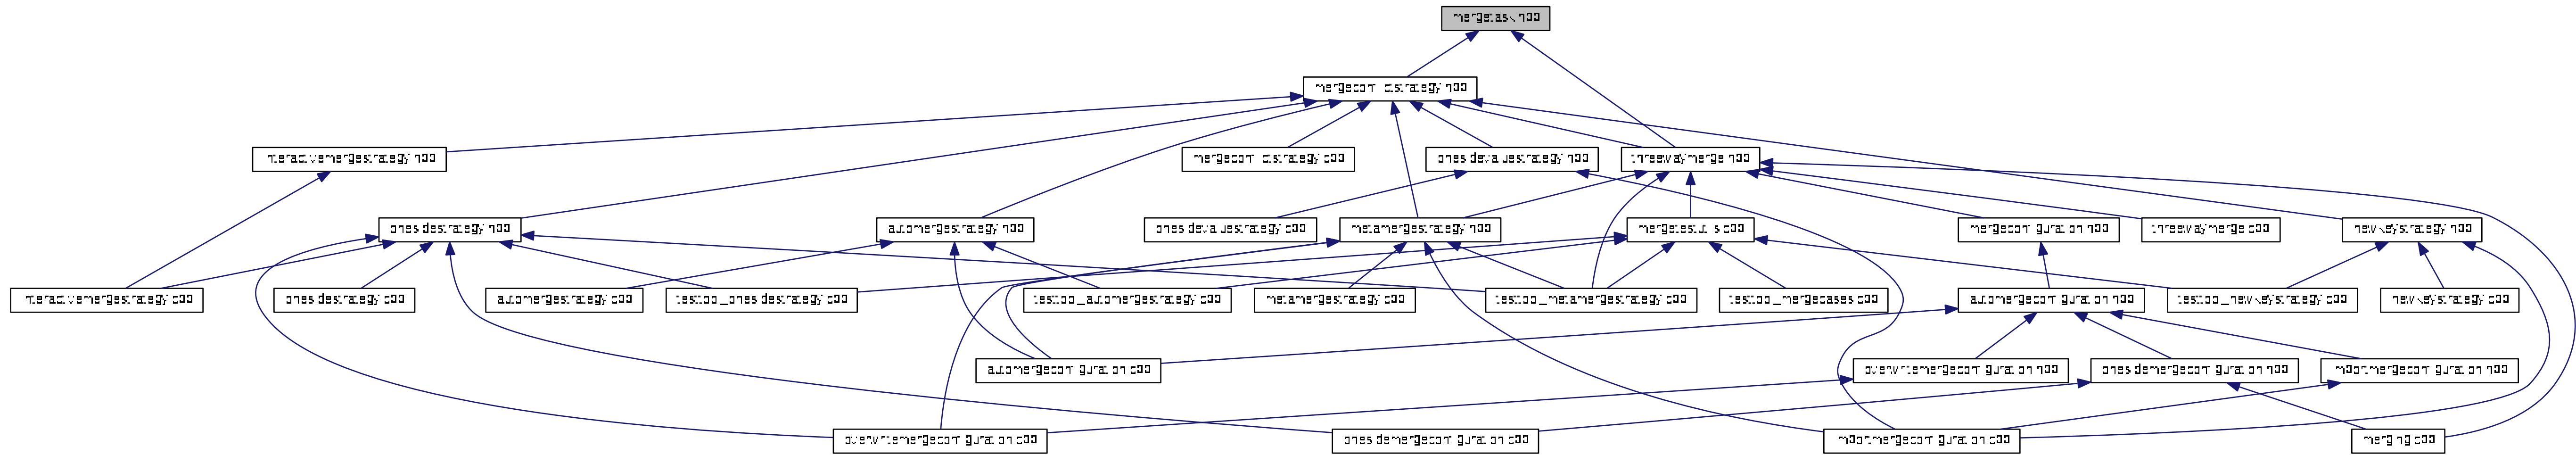 mergetask.hpp
mergeconflictstrategy.hpp
interactivemergestrategy.hpp
mergeconflictstrategy.cpp
onesidevaluestrategy.hpp
threewaymerge.hpp
onesidestrategy.hpp
automergestrategy.hpp
onesidevaluestrategy.cpp
metamergestrategy.hpp
mergetestutils.cpp
mergeconfiguration.hpp
threewaymerge.cpp
newkeystrategy.hpp
interactivemergestrategy.cpp
onesidestrategy.cpp
automergestrategy.cpp
testtool_onesidestrategy.cpp
testtool_automergestrategy.cpp
metamergestrategy.cpp
testtool_metamergestrategy.cpp
testtool_mergecases.cpp
automergeconfiguration.hpp
testtool_newkeystrategy.cpp
newkeystrategy.cpp
automergeconfiguration.cpp
overwritemergeconfiguration.hpp
onesidemergeconfiguration.hpp
importmergeconfiguration.hpp
overwritemergeconfiguration.cpp
onesidemergeconfiguration.cpp
importmergeconfiguration.cpp
merging.cpp